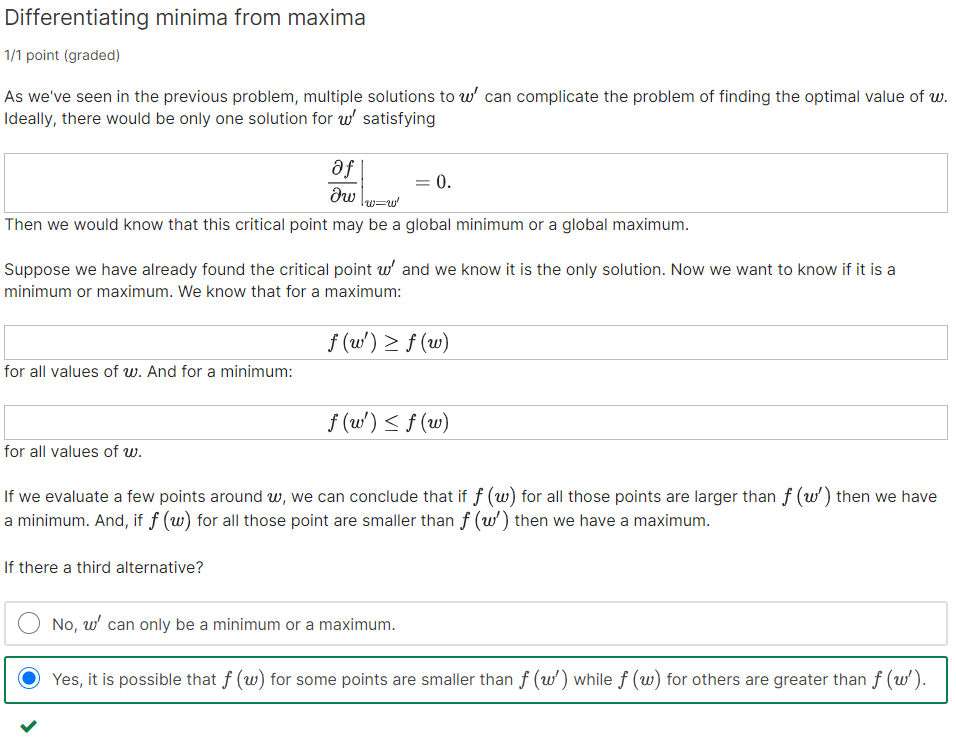 Differentiating minima from maxima
1/1 point (graded)
As we've seen in the previous problem, multiple solutions to w′ can complicate the problem of finding the optimal value of w.
Ideally, there would be only one solution for w′ satisfying
∂f/∂w|w=w′ = 0.
Then we would know that this critical point may be a global minimum or a global maximum.
Suppose we have already found the critical point w′ and we know it is the only solution. Now we want to know if it is a
minimum or maximum. We know that for a maximum:
f (w′) ≥ f (w)
for all values of w. And for a minimum:
f (w′) ≤ f (w)
for all values of w.
If we evaluate a few points around w, we can conclude that if f (w) for all those points are larger than f (w′) then we have
a minimum. And, if f (w) for all those point are smaller than f (w′) then we have a maximum.
If there a third alternative?
No, w′ can only be a minimum or a maximum.
Yes, it is possible that f (w) for some points are smaller than f (w′) while f (w) for others are greater than f (w′).